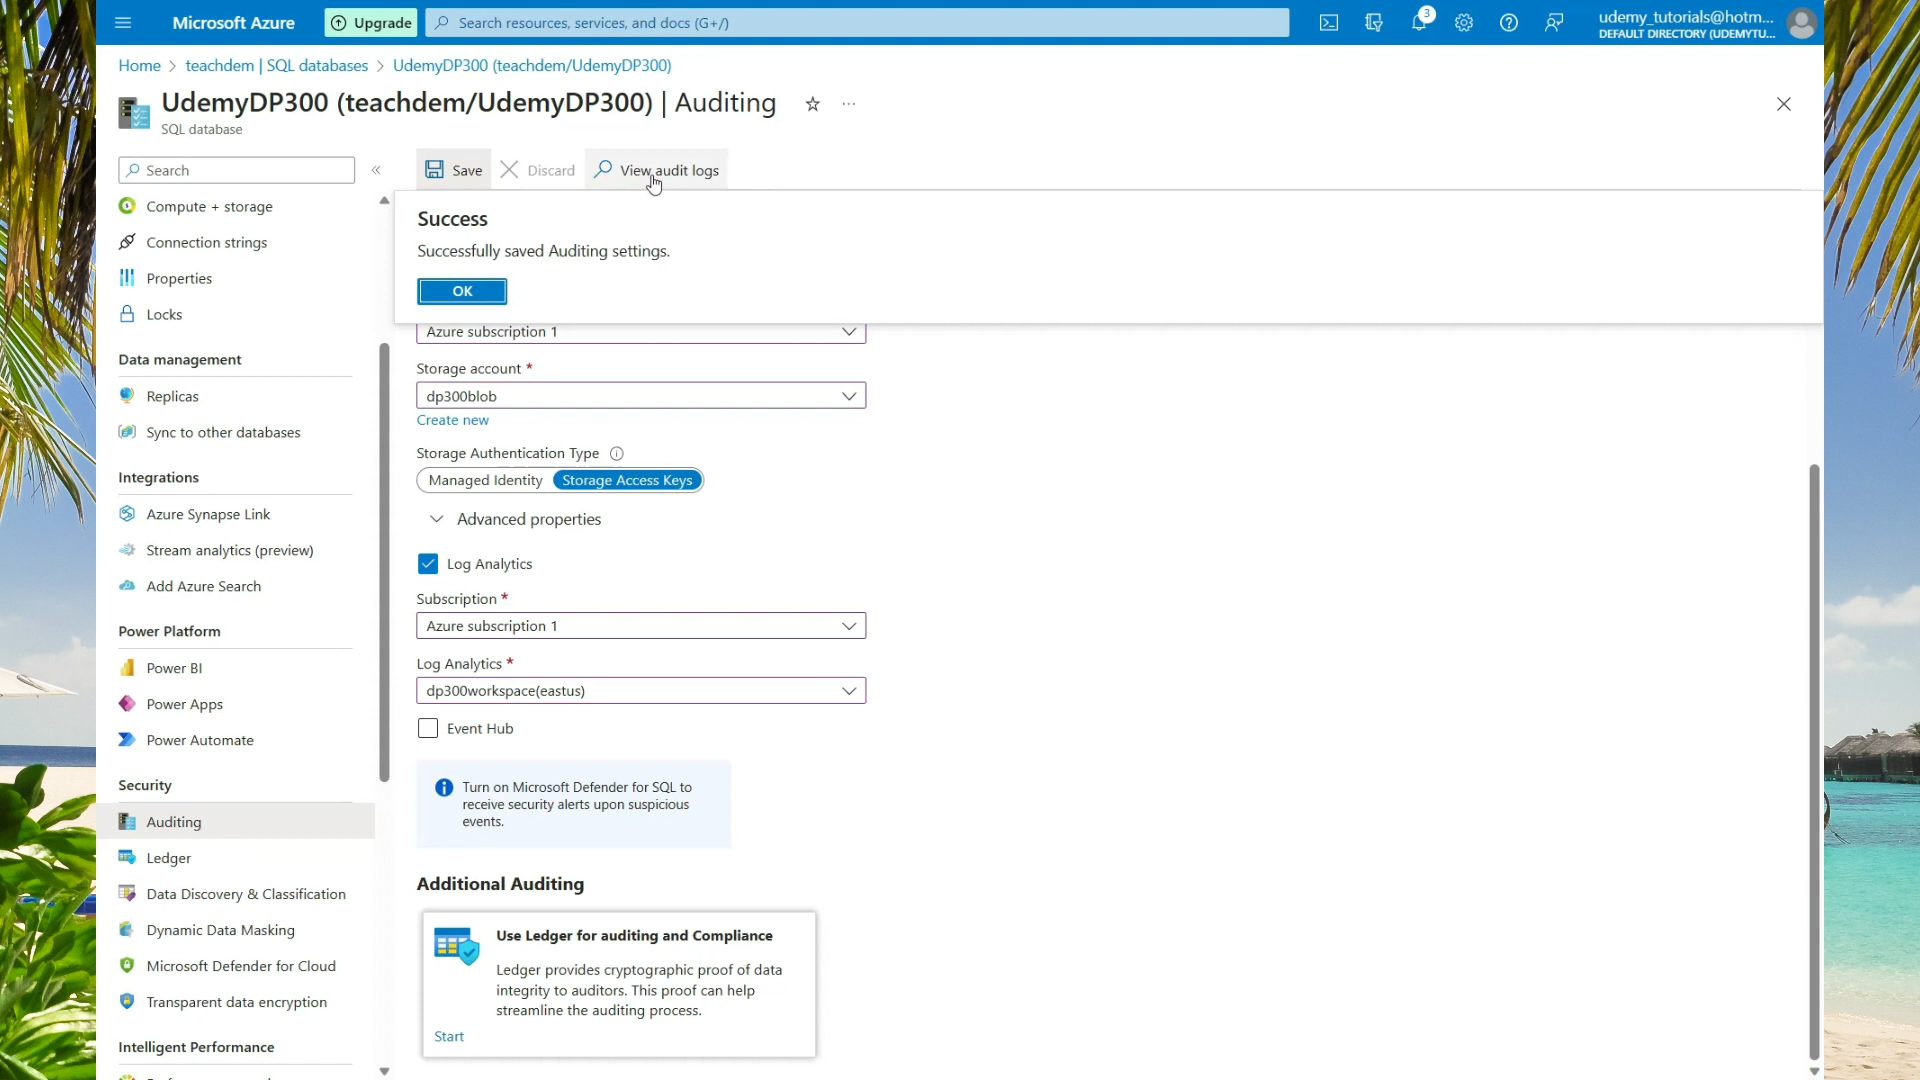 Microsoft Azure
Upgrade
Search resources, services, and docs (G+/)
3
udemy_tutorials@hotm...
DEFAULT DIRECTORY (UDEMYTU...
Home > teachdem | SQL databases > UdemyDP300 (teachdem/UdemyDP300)
UdemyDP300 (teachdem/UdemyDP300) | Auditing
SQL database
Search
Save
Discard
View audit logs
Compute + storage
Connection strings
Properties
Locks
Data management
Replicas
Sync to other databases
Integrations
Azure Synapse Link
Stream analytics (preview)
Add Azure Search
Power Platform
Power BI
Power Apps
Power Automate
Security
Auditing
Ledger
Data Discovery & Classification
Dynamic Data Masking
Microsoft Defender for Cloud
Transparent data encryption
Intelligent Performance
Success
Successfully saved Auditing settings.
OK
Azure subscription 1
Storage account *
dp300blob
Create new
Storage Authentication Type
Managed Identity
Storage Access Keys
Advanced properties
Log Analytics
Subscription *
Azure subscription 1
Log Analytics *
dp300workspace(eastus)
Event Hub
Turn on Microsoft Defender for SQL to
receive security alerts upon suspicious
events.
Additional Auditing
Use Ledger for auditing and Compliance
Ledger provides cryptographic proof of data
integrity to auditors. This proof can help
streamline the auditing process.
Start